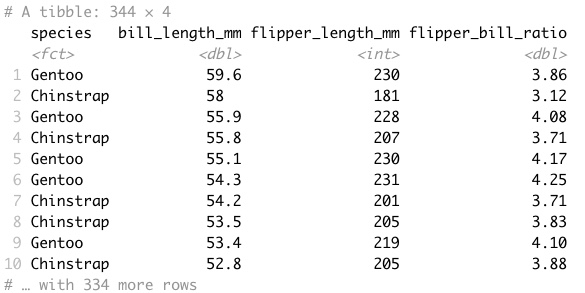 # A tibble: 344 × 4
species bill_length_mm flipper_length_mm flipper_bill_ratio
<fct> <dbl> <int> <dbl>
1 Gentoo 59.6 230 3.86
2 Chinstrap 58 181 3.12
3 Gentoo 55.9 228 4.08
4 Chinstrap 55.8 207 3.71
5 Gentoo 55.1 230 4.17
6 Gentoo 54.3 231 4.25
7 Chinstrap 54.2 201 3.71
8 Chinstrap 53.5 205 3.83
9 Gentoo 53.4 219 4.10
10 Chinstrap 52.8 205 3.88
# … with 334 more rows